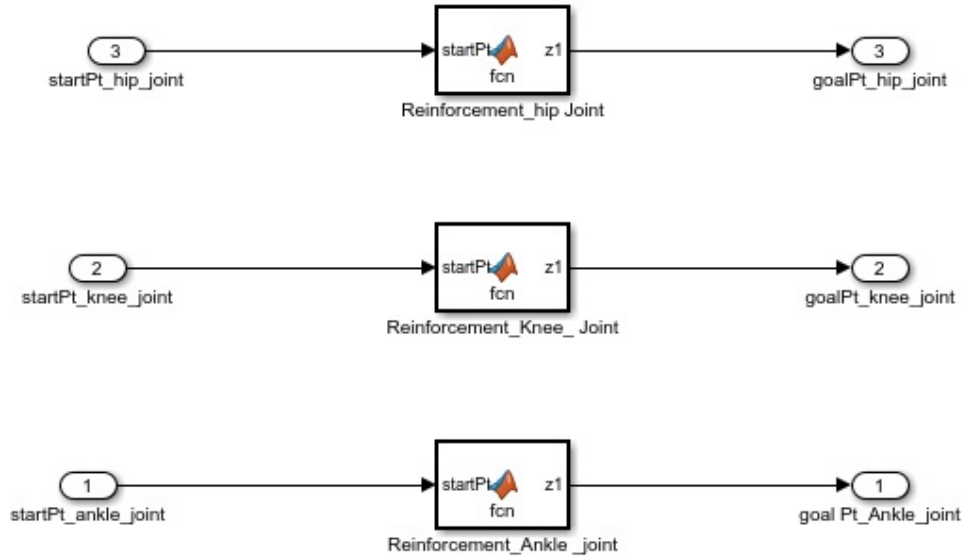 3
startPt_hip_joint
startPt
z1
fcn
Reinforcement_hip Joint
3
goalPt_hip_joint
2
startPt_knee_joint
startPt
z1
fcn
Reinforcement_Knee_ Joint
2
goalPt_knee_joint
1
startPt_ankle_joint
startPt
z1
fcn
Reinforcement_Ankle _joint
1
goal Pt_Ankle_joint